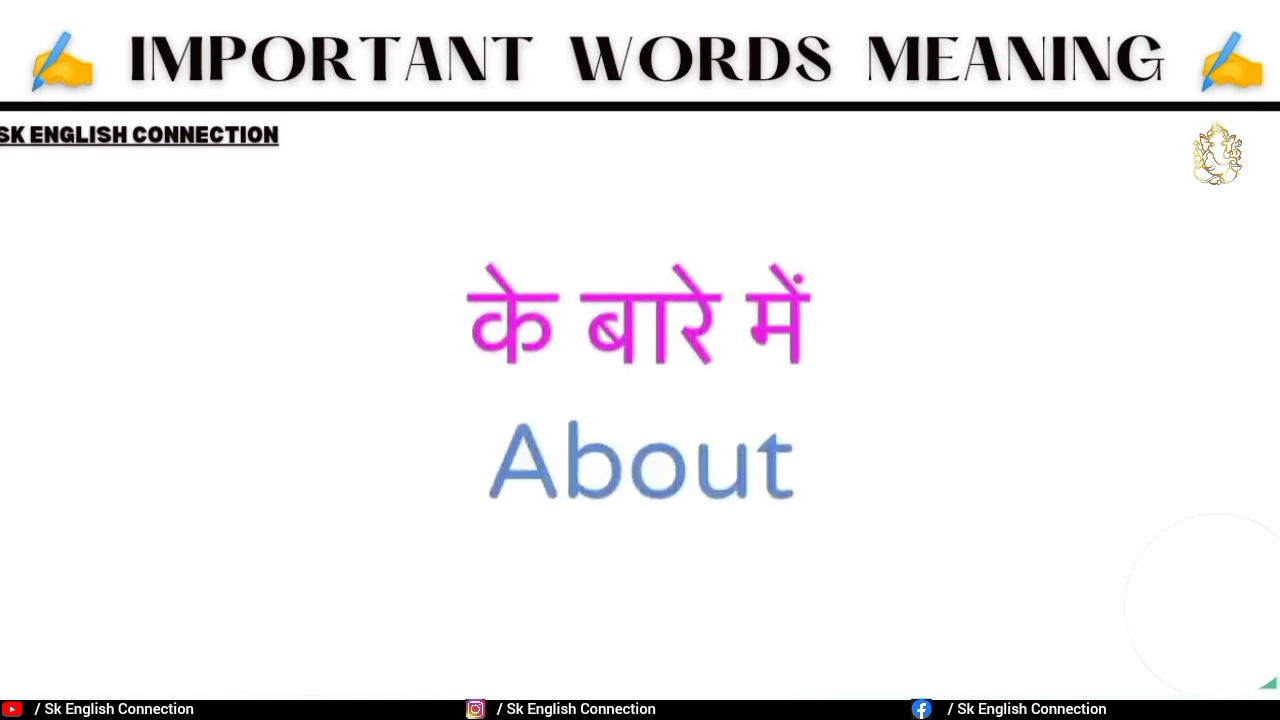 IMPORTANT WORDS MEANING
SK ENGLISH CONNECTION
के बारे में
About
/ Sk English Connection / Sk English Connection / Sk English Connection